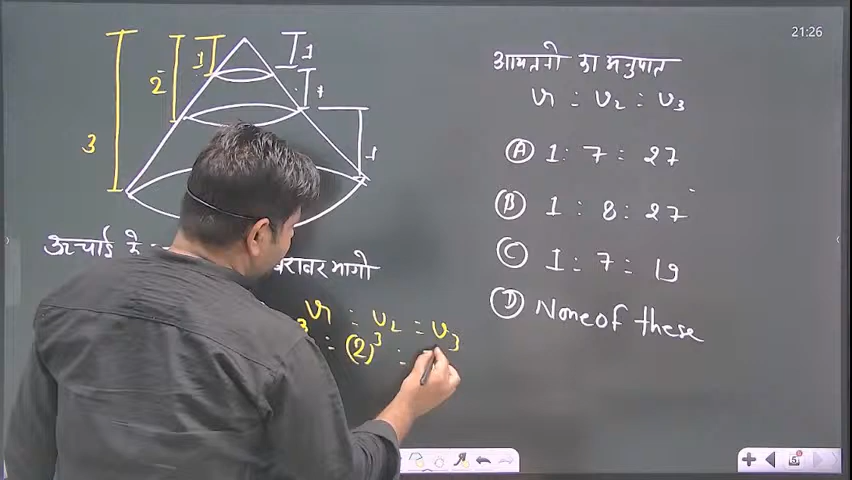 21:26
1
1
2
1
3
1
आयतनों का अनुपात
V1 : V2 : V3
(A) 1 : 7 : 27
(B) 1 : 8 : 27
(C) 1 : 7 : 19
(D) None of these
ऊंचाई के
बराबर भागो
V1 : V2 : V3
3 : (2)³ :